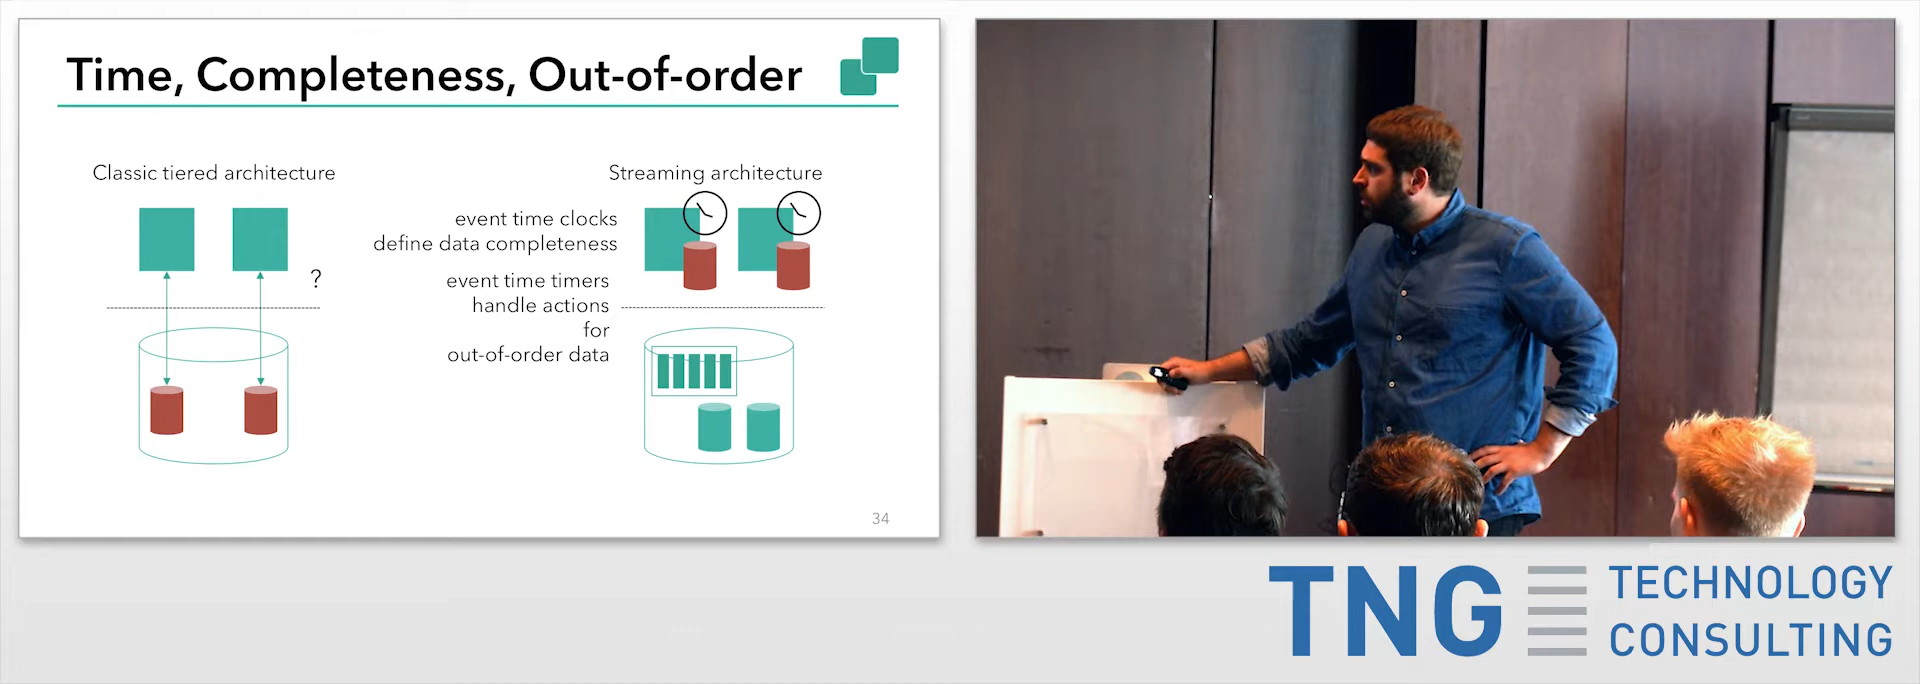 Time, Completeness, Out-of-order
Classic tiered architecture
?
Streaming architecture
event time clocks
define data completeness
event time timers
handle actions
for
out-of-order data
34
TNG
TECHNOLOGY
CONSULTING